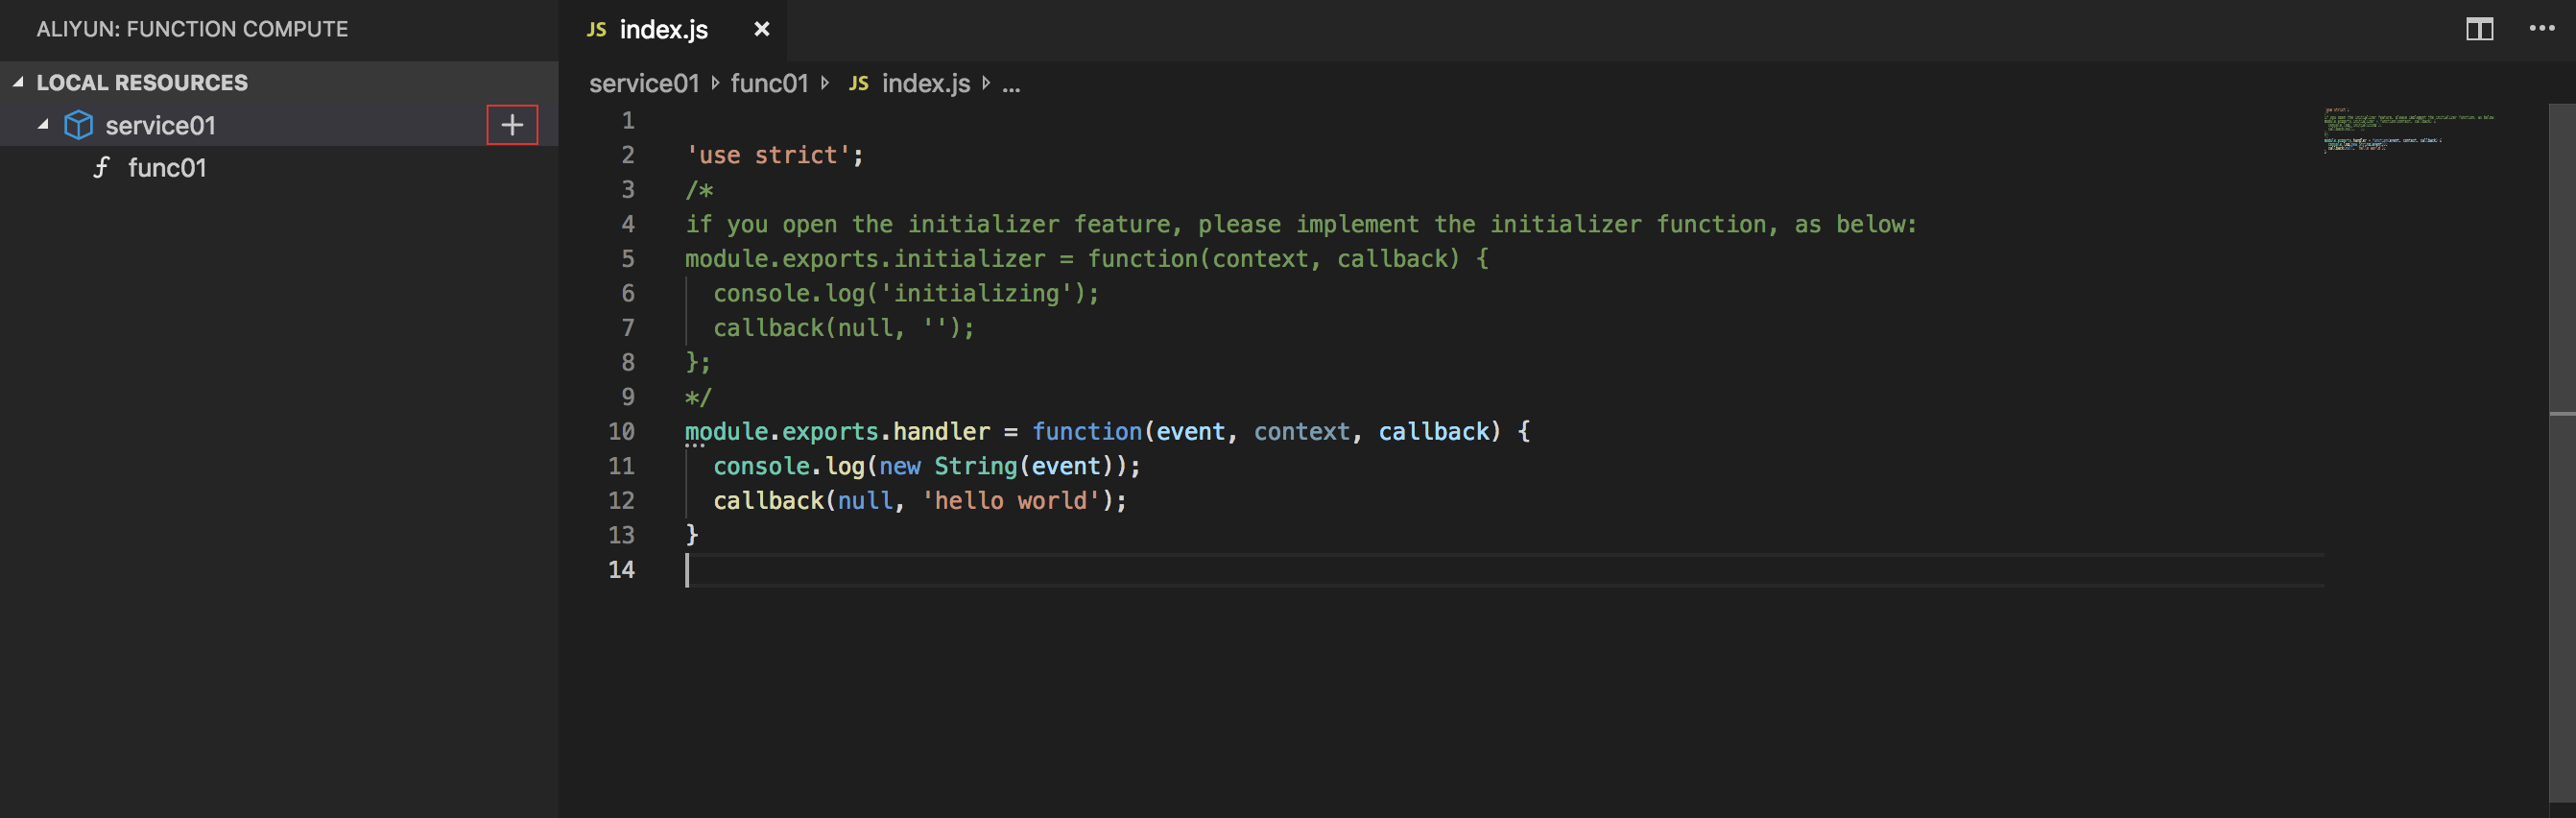 ALIYUN: FUNCTION COMPUTE
LOCAL RESOURCES
service01
func01
JS index.js
service01 func01 JS index.js ...
1
2 'use strict';
3 /*
4 if you open the initializer feature, please implement the initializer function, as below:
5 module.exports.initializer = function(context, callback) {
6 console.log('initializing');
7 callback(null, '');
8 };
9 */
10 module.exports.handler = function(event, context, callback) {
11 console.log(new String(event));
12 callback(null, 'hello world');
13 }
14